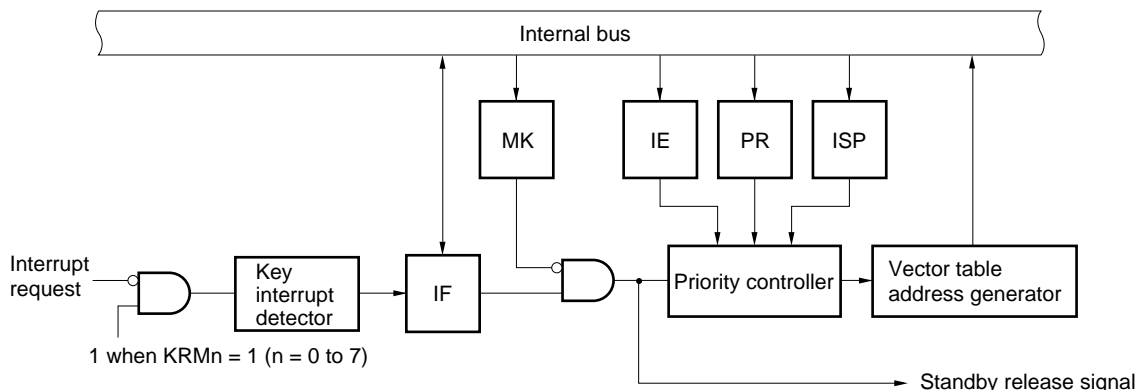 Internal bus
MK
IE
PR
ISP
Interrupt
request
Key
interrupt
detector
IF
Priority controller
Vector table
address generator
1 when KRMn = 1 (n = 0 to 7)
Standby release signal